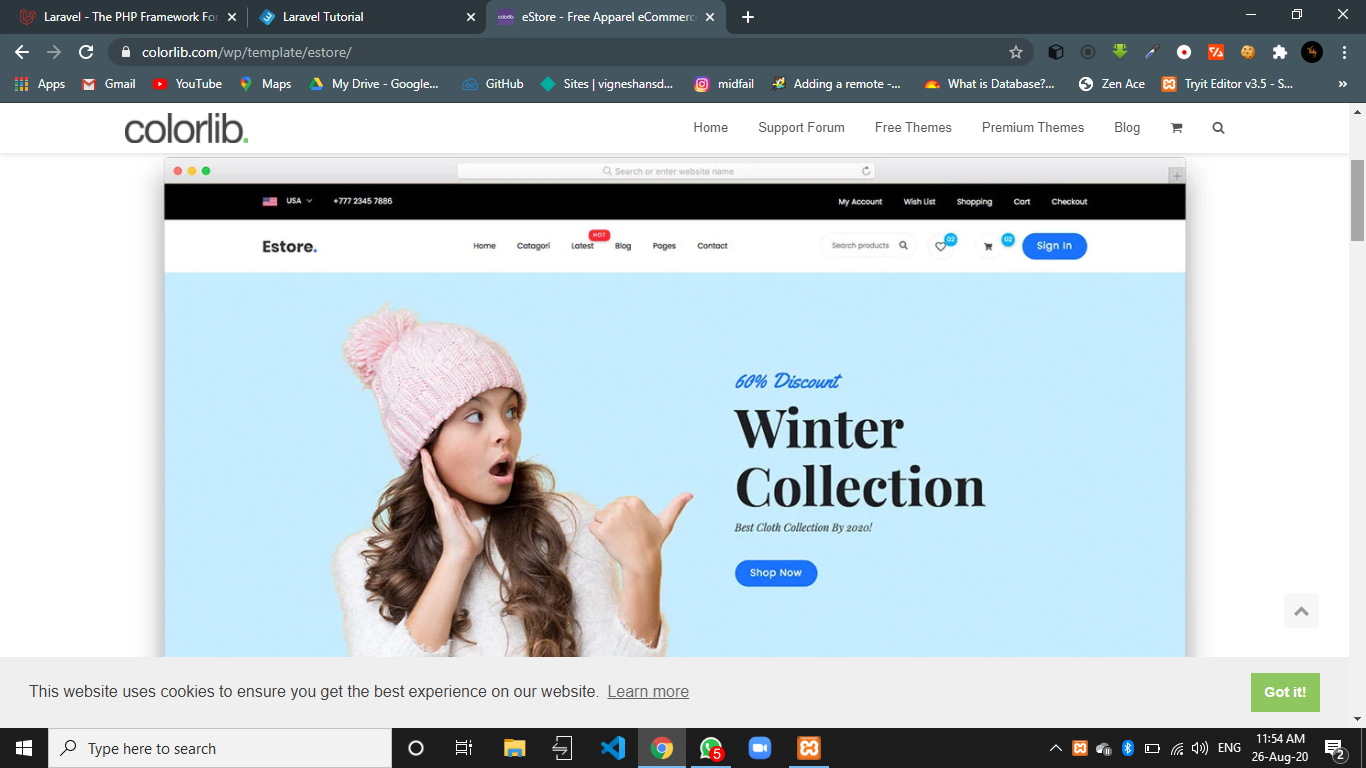 Laravel - The PHP Framework For
Laravel Tutorial
eStore - Free Apparel eCommerc
colorlib.com/wp/template/estore/
Apps
Gmail
YouTube
Maps
My Drive - Google...
GitHub
Sites | vigneshansd...
midfail
Adding a remote -...
What is Database?...
Zen Ace
Tryit Editor v3.5 - S...
»
colorlib.
Home
Support Forum
Free Themes
Premium Themes
Blog
Search or enter website name
USA
+777 2345 7886
My Account
Wish List
Shopping
Cart
Checkout
Estore.
Home
Catagori
Latest
HOT
Blog
Pages
Contact
Search products
02
02
Sign In
60% Discount
Winter
Collection
Best Cloth Collection By 2020!
Shop Now
This website uses cookies to ensure you get the best experience on our website. Learn more
Got it!
Type here to search
5
ENG
11:54 AM
26-Aug-20
2